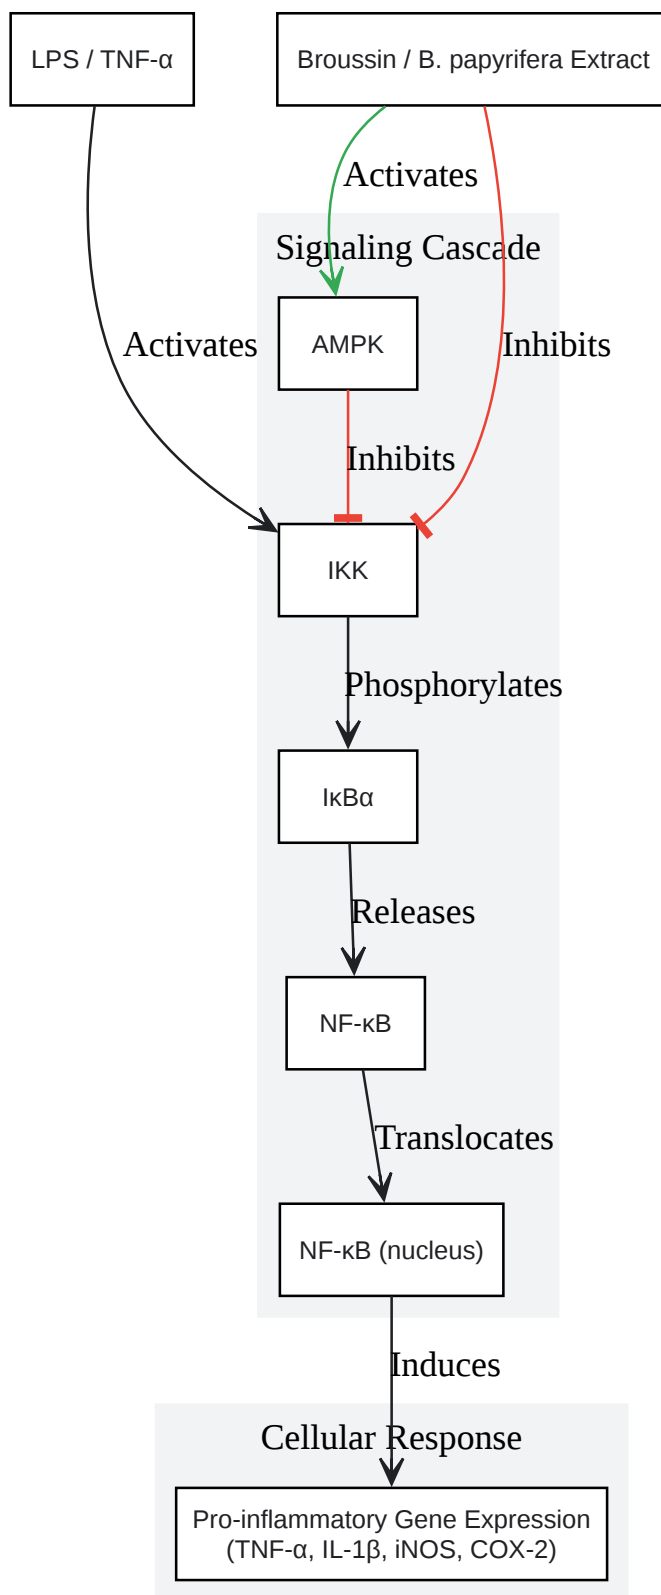 LPS / TNF-α
Broussin / B. papyrifera Extract
Activates
Signaling Cascade
Activates
AMPK
Inhibits
Inhibits
IKK
Phosphorylates
IκBα
Releases
NF-κB
Translocates
NF-κB (nucleus)
Induces
Cellular Response
Pro-inflammatory Gene Expression
(TNF-α, IL-1β, iNOS, COX-2)